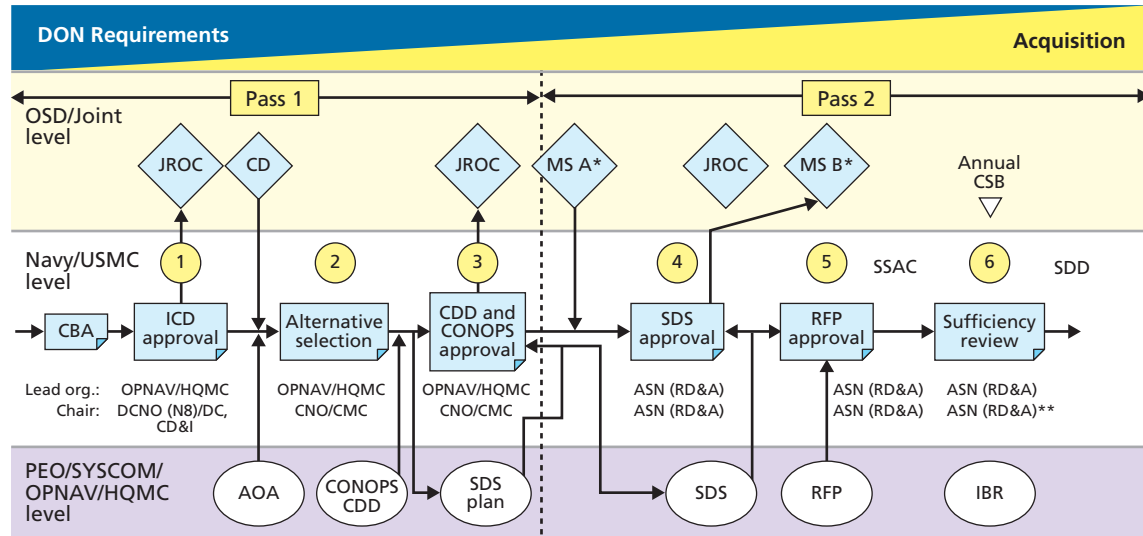 DON Requirements
Acquisition
Pass 1
Pass 2
OSD/Joint
level
JROC
CD
JROC
MS A*
JROC
MS B*
Annual
CSB
Navy/USMC
level
1
2
3
4
5
SSAC
6
SDD
CBA
ICD
approval
Alternative
selection
CDD and
CONOPS
approval
SDS
approval
RFP
approval
Sufficiency
review
Lead org.:
OPNAV/HQMC
OPNAV/HQMC
OPNAV/HQMC
ASN (RD&A)
ASN (RD&A)
ASN (RD&A)
Chair:
DCNO (N8)/DC,
CD&I
CNO/CMC
CNO/CMC
ASN (RD&A)
ASN (RD&A)
ASN (RD&A)**
PEO/SYSCOM/
OPNAV/HQMC
level
AOA
CONOPS
CDD
SDS
plan
SDS
RFP
IBR